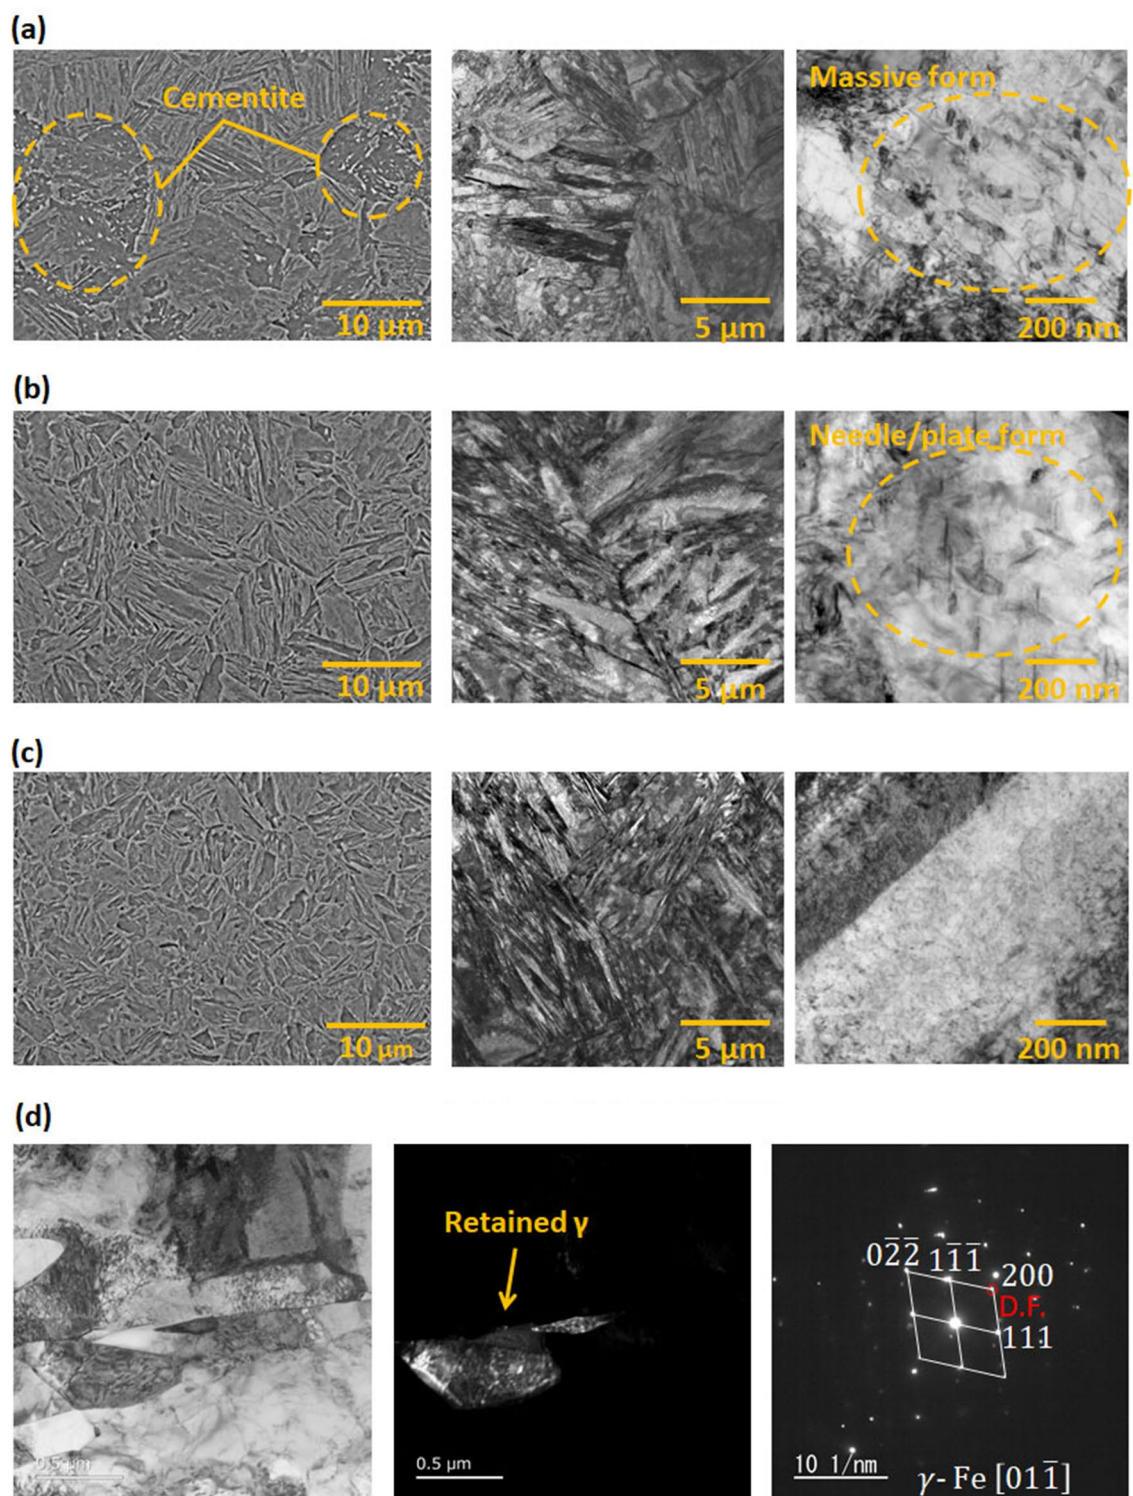 (a)
Cementite
Massive form
10 μm
5 μm
200 nm
(b)
Needle/plate form
10 μm
5 μm
200 nm
(c)
10 μm
5 μm
200 nm
(d)
Retained γ
0.5 μm
0.5 μm
02̅2̅ 11̅1̅
200
D.F.
111
10 1/nm
γ- Fe [011̅]